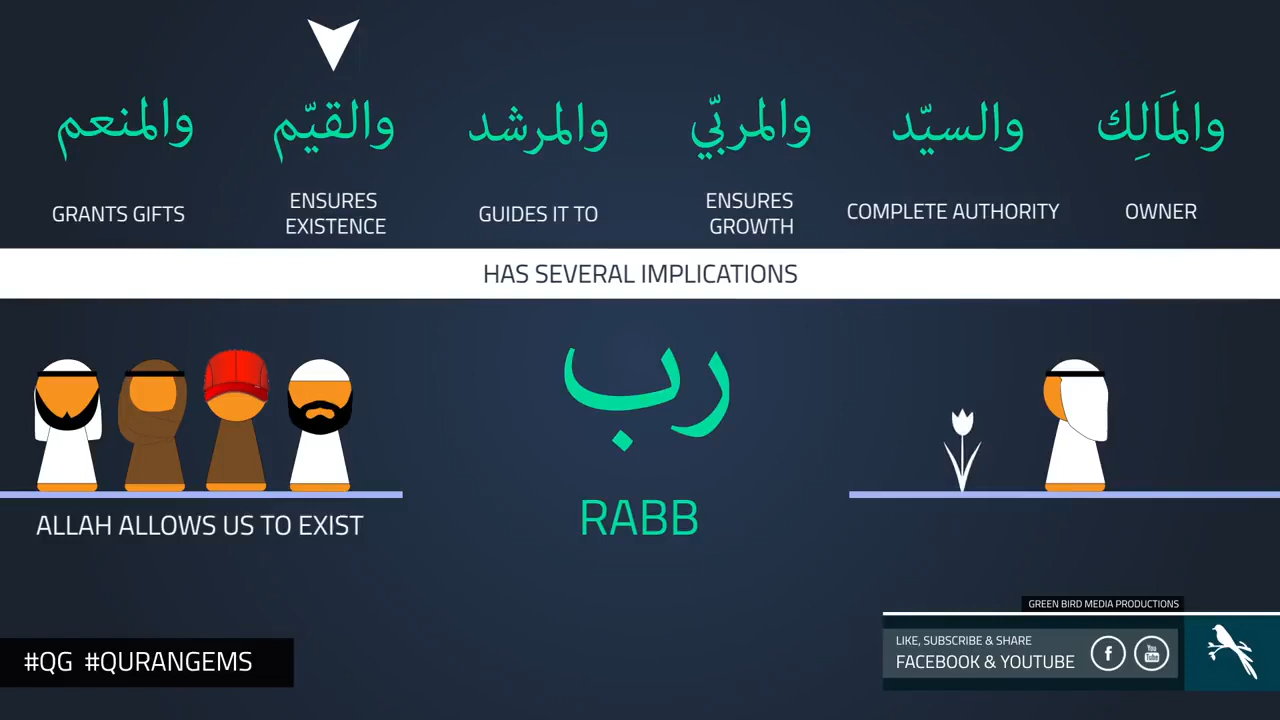 والمَالِك
والسيّد
والمربّي
والمرشد
والقيّم
والمنعم
GRANTS GIFTS
ENSURES
EXISTENCE
GUIDES IT TO
ENSURES
GROWTH
COMPLETE AUTHORITY
OWNER
HAS SEVERAL IMPLICATIONS
رب
RABB
ALLAH ALLOWS US TO EXIST
#QG #QURANGEMS
GREEN BIRD MEDIA PRODUCTIONS
LIKE, SUBSCRIBE & SHARE
FACEBOOK & YOUTUBE
f
You
Tube